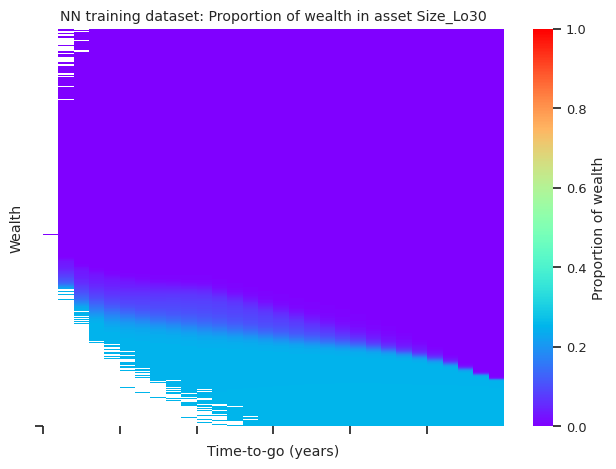 NN training dataset: Proportion of wealth in asset Size_Lo30
Wealth
Time-to-go (years)
1.0
0.8
0.6
0.4
0.2
0.0
Proportion of wealth